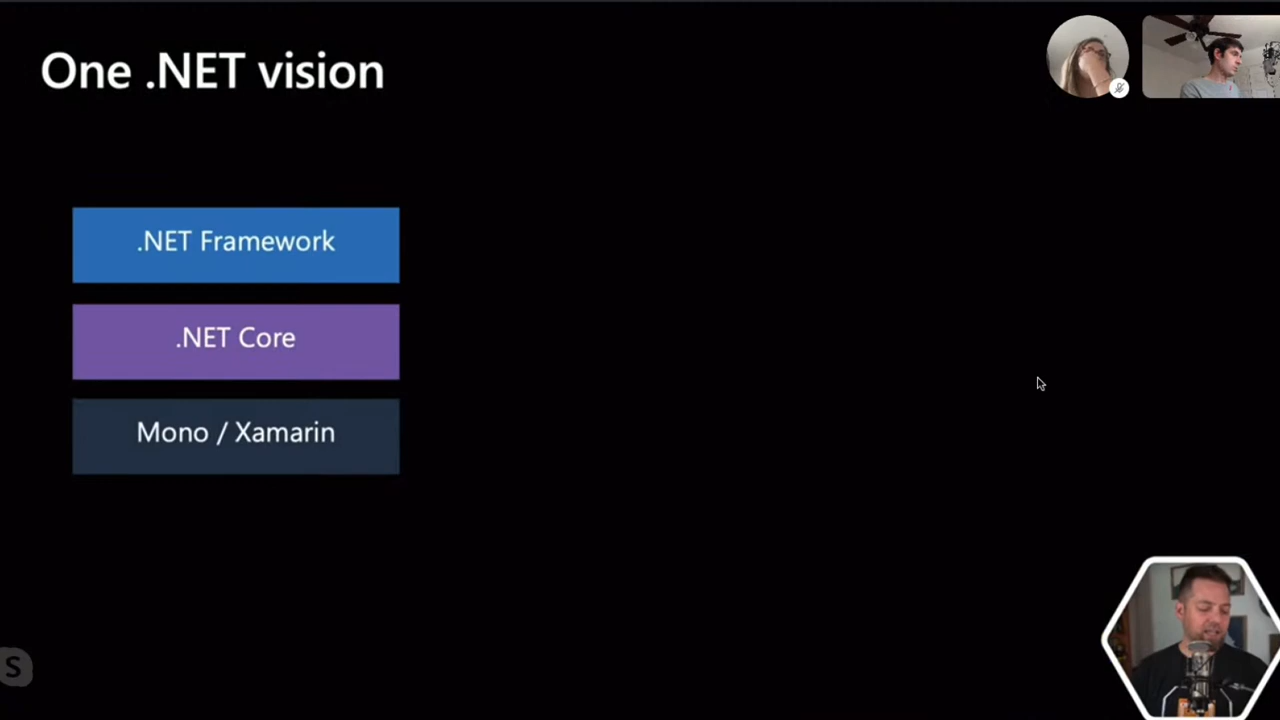 One .NET vision
.NET Framework
.NET Core
Mono / Xamarin
S